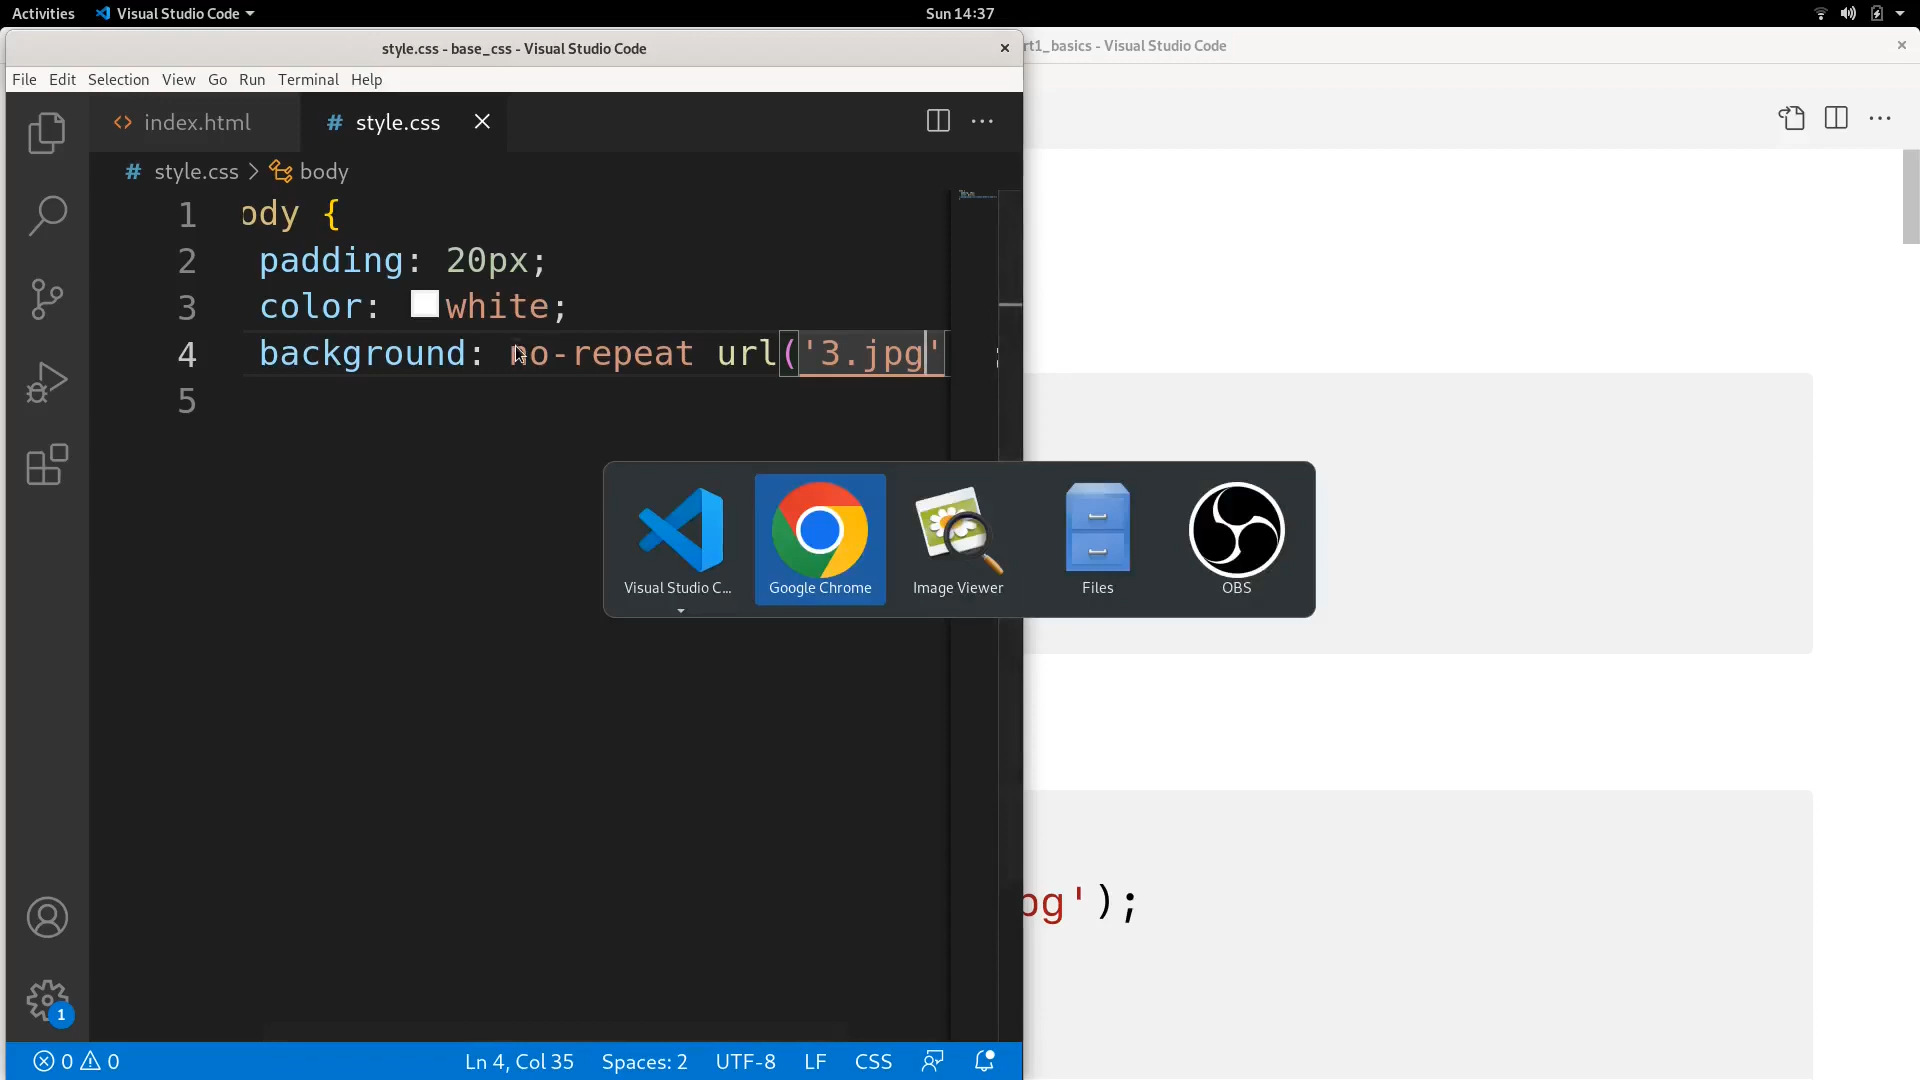 Activities Visual Studio Code Sun 14:37
style.css - base_css - Visual Studio Code
rt1_basics - Visual Studio Code
File Edit Selection View Go Run Terminal Help
<> index.html
# style.css
# style.css > body
1 ody {
2 padding: 20px;
3 color: white;
4 background: no-repeat url('3.jpg' ;
5
Visual Studio C...
Google Chrome
Image Viewer
Files
OBS
pg');
1
0 0 Ln 4, Col 35 Spaces: 2 UTF-8 LF CSS